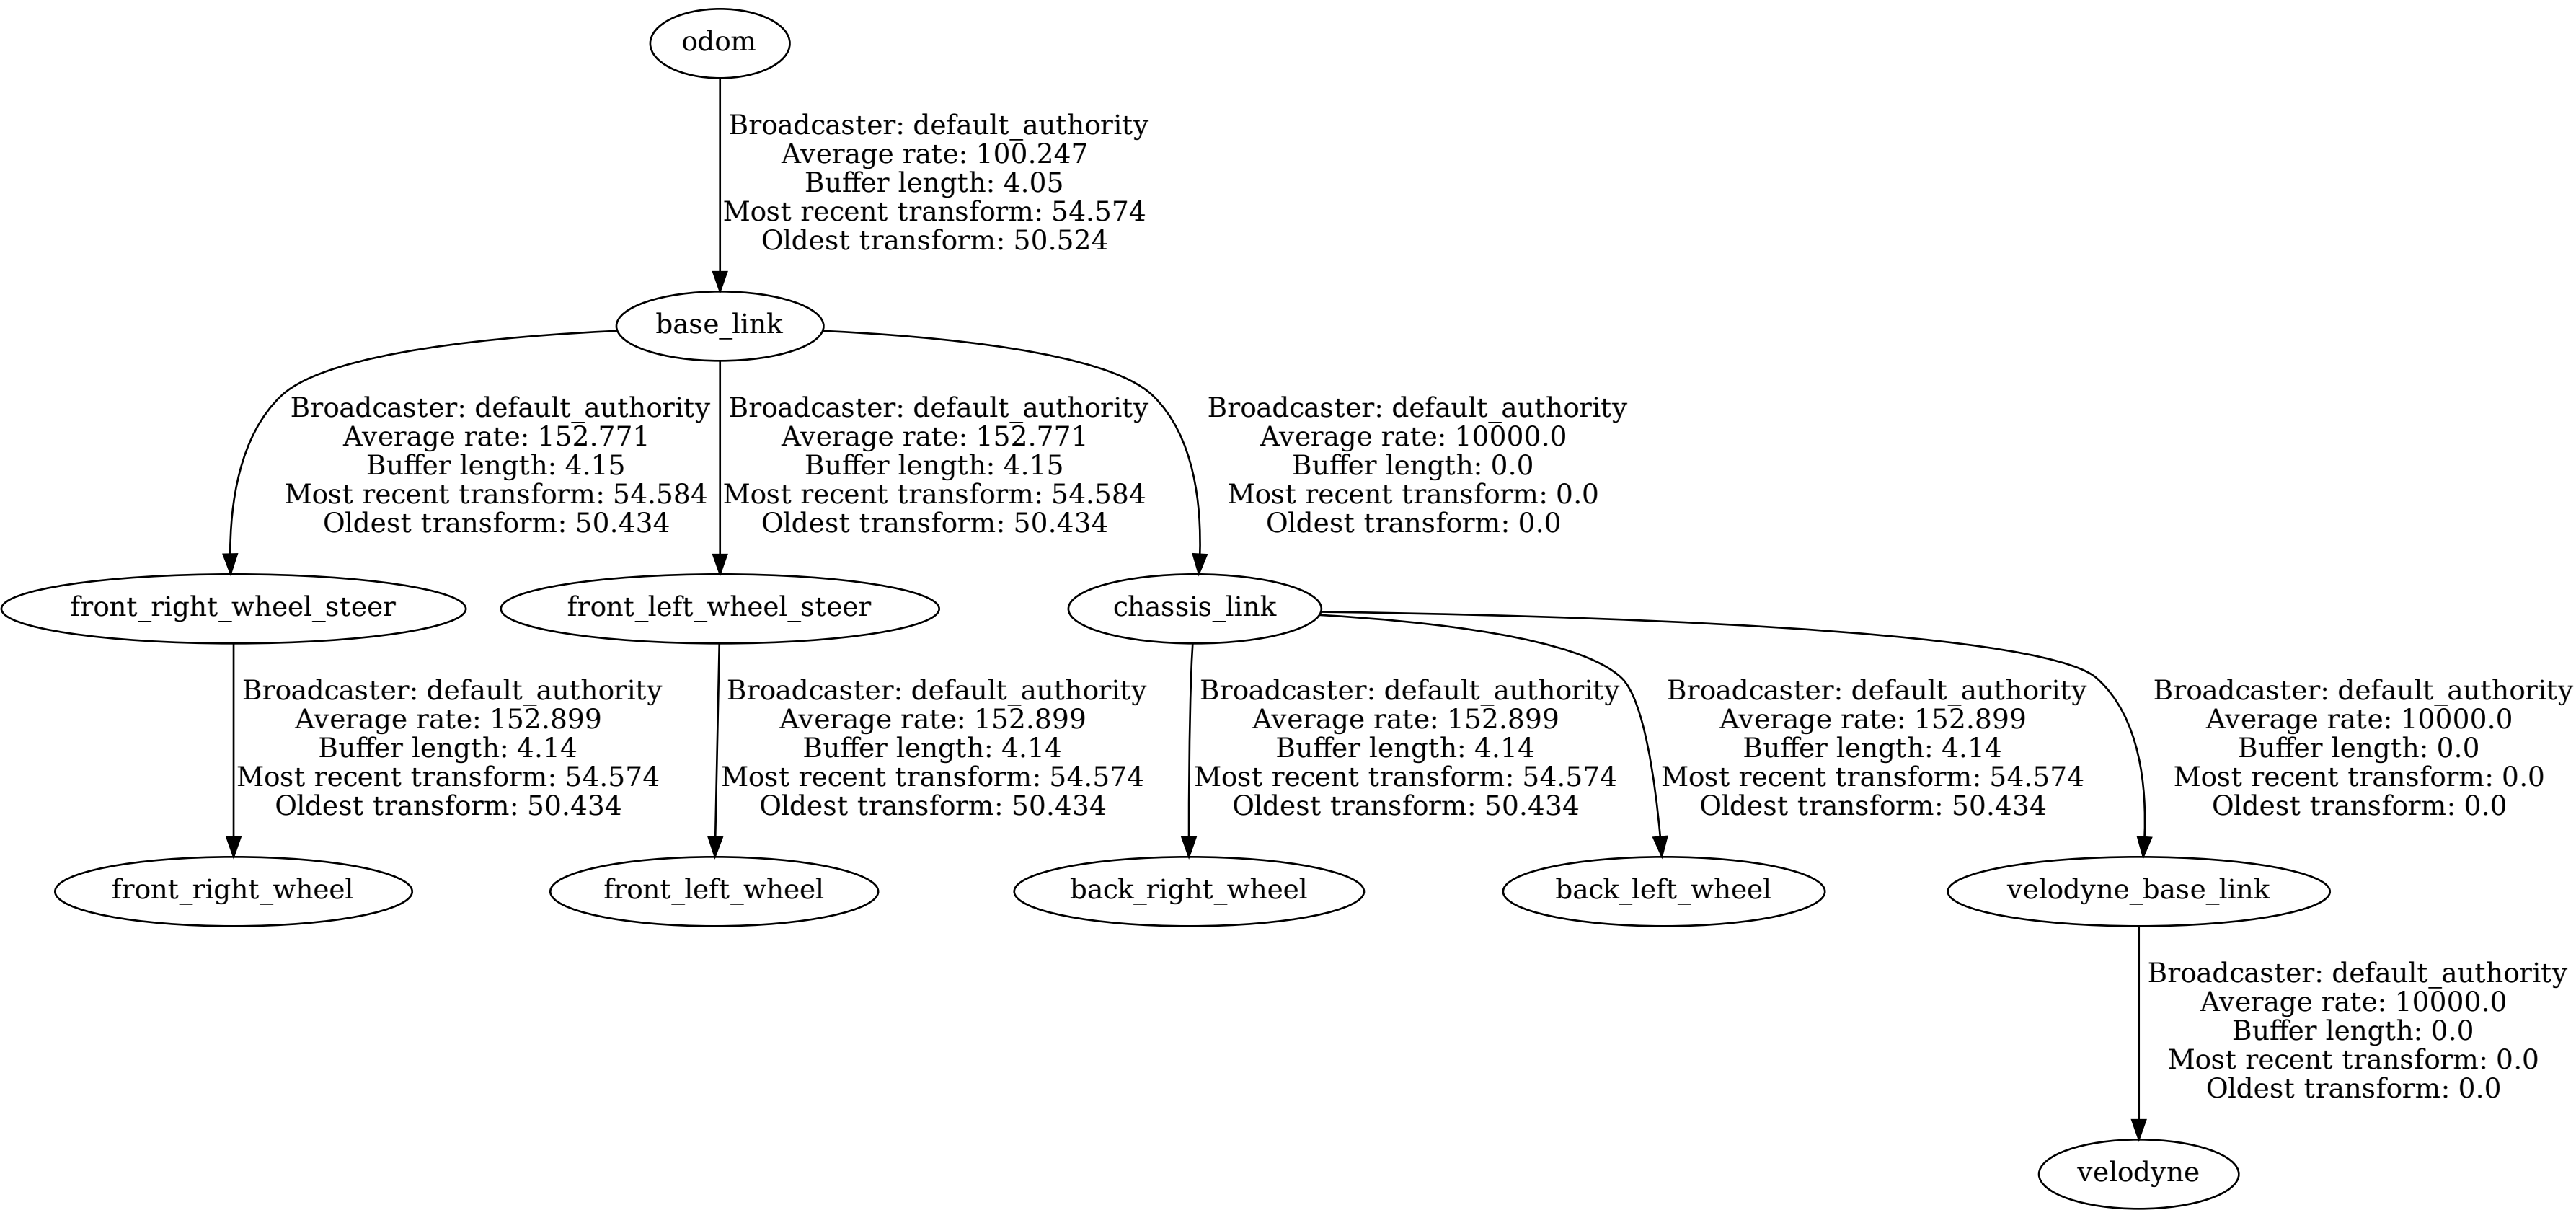 odom
Broadcaster: default_authority
Average rate: 100.247
Buffer length: 4.05
Most recent transform: 54.574
Oldest transform: 50.524
base_link
Broadcaster: default_authority
Average rate: 152.771
Buffer length: 4.15
Most recent transform: 54.584
Oldest transform: 50.434
Broadcaster: default_authority
Average rate: 152.771
Buffer length: 4.15
Most recent transform: 54.584
Oldest transform: 50.434
Broadcaster: default_authority
Average rate: 10000.0
Buffer length: 0.0
Most recent transform: 0.0
Oldest transform: 0.0
front_right_wheel_steer
front_left_wheel_steer
chassis_link
Broadcaster: default_authority
Average rate: 152.899
Buffer length: 4.14
Most recent transform: 54.574
Oldest transform: 50.434
Broadcaster: default_authority
Average rate: 152.899
Buffer length: 4.14
Most recent transform: 54.574
Oldest transform: 50.434
Broadcaster: default_authority
Average rate: 152.899
Buffer length: 4.14
Most recent transform: 54.574
Oldest transform: 50.434
Broadcaster: default_authority
Average rate: 152.899
Buffer length: 4.14
Most recent transform: 54.574
Oldest transform: 50.434
Broadcaster: default_authority
Average rate: 10000.0
Buffer length: 0.0
Most recent transform: 0.0
Oldest transform: 0.0
front_right_wheel
front_left_wheel
back_right_wheel
back_left_wheel
velodyne_base_link
Broadcaster: default_authority
Average rate: 10000.0
Buffer length: 0.0
Most recent transform: 0.0
Oldest transform: 0.0
velodyne